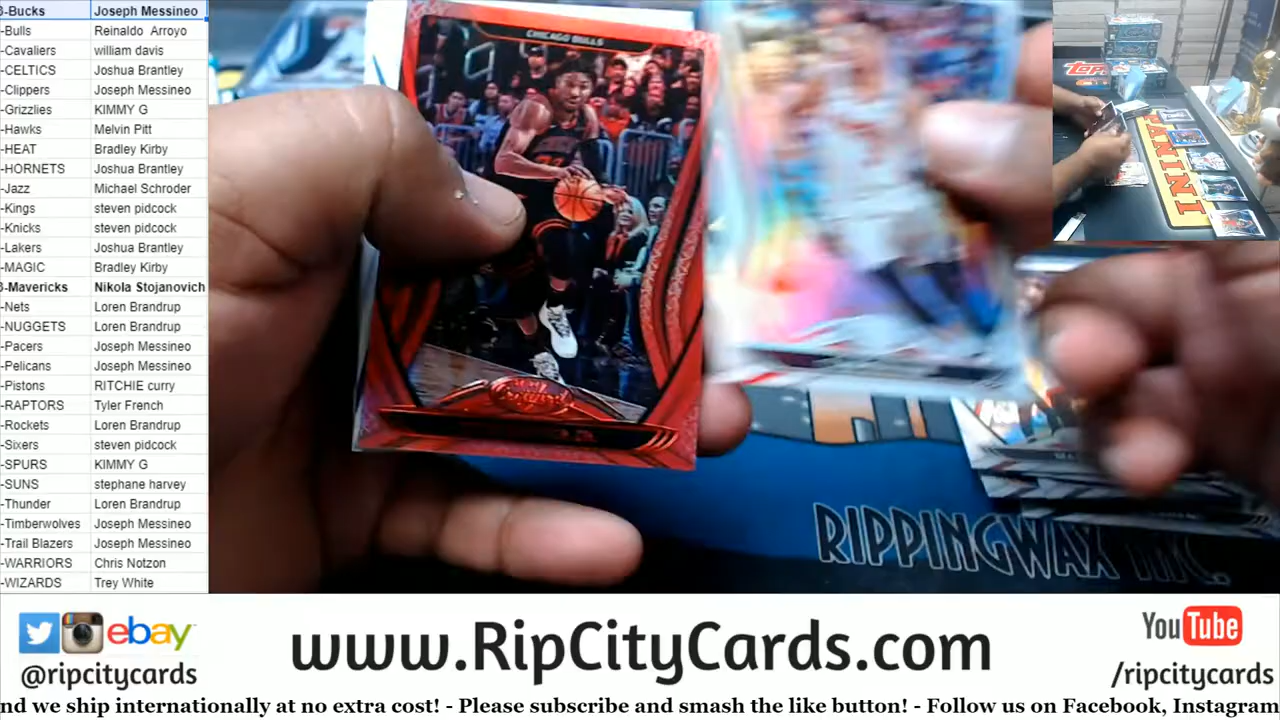 3-Bucks Joseph Messineo
-Bulls Reinaldo Arroyo
-Cavaliers william davis
-CELTICS Joshua Brantley
-Clippers Joseph Messineo
-Grizzlies KIMMY G
-Hawks Melvin Pitt
-HEAT Bradley Kirby
-HORNETS Joshua Brantley
-Jazz Michael Schroder
-Kings steven pidcock
-Knicks steven pidcock
-Lakers Joshua Brantley
-MAGIC Bradley Kirby
3-Mavericks Nikola Stojanovich
-Nets Loren Brandrup
-NUGGETS Loren Brandrup
-Pacers Joseph Messineo
-Pelicans Joseph Messineo
-Pistons RITCHIE curry
-RAPTORS Tyler French
-Rockets Loren Brandrup
-Sixers steven pidcock
-SPURS KIMMY G
-SUNS stephane harvey
-Thunder Loren Brandrup
-Timberwolves Joseph Messineo
-Trail Blazers Joseph Messineo
-WARRIORS Chris Notzon
-WIZARDS Trey White
CHICAGO BULLS
Topps
PANINI
RIPPINGWAX INC.
ebay
@ripcitycards
www.RipCityCards.com
YouTube
/ripcitycards
nd we ship internationally at no extra cost! - Please subscribe and smash the like button! - Follow us on Facebook, Instagram